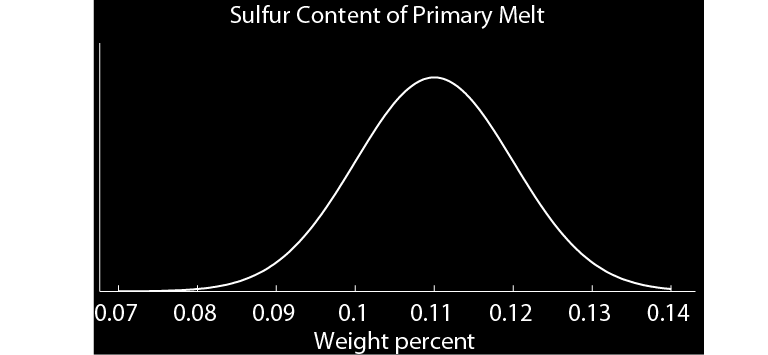 Sulfur Content of Primary Melt
0.07 0.08 0.09 0.1 0.11 0.12 0.13 0.14
Weight percent